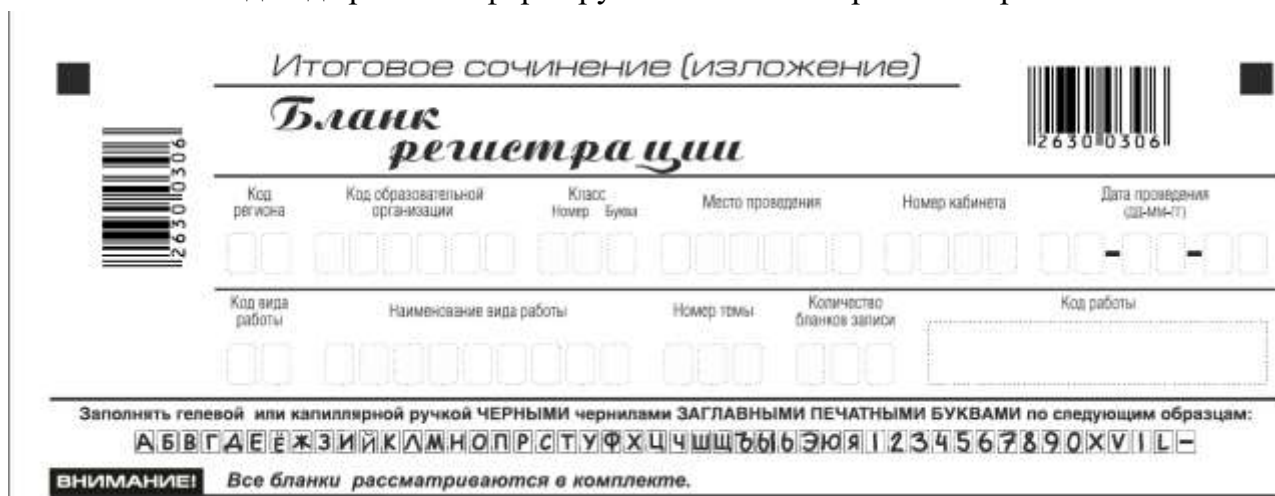 Итоговое сочинение (изложение)
Бланк
регистрации
2630 0306
2630 0306
Код региона
Код образовательной организации
Класс
Номер Буква
Место проведения
Номер кабинета
Дата проведения (ДД-ММ-ГГ)
- -
Код вида работы
Наименование вида работы
Номер темы
Количество бланков записи
Код работы
Заполнять гелевой или капиллярной ручкой ЧЕРНЫМИ чернилами ЗАГЛАВНЫМИ ПЕЧАТНЫМИ БУКВАМИ по следующим образцам:
АБВГДЕЁЖЗИЙКЛМНОПРСТУФХЦЧШЩЪЫЬЭЮЯ1234567890XVIL-
ВНИМАНИЕ! Все бланки рассматриваются в комплекте.